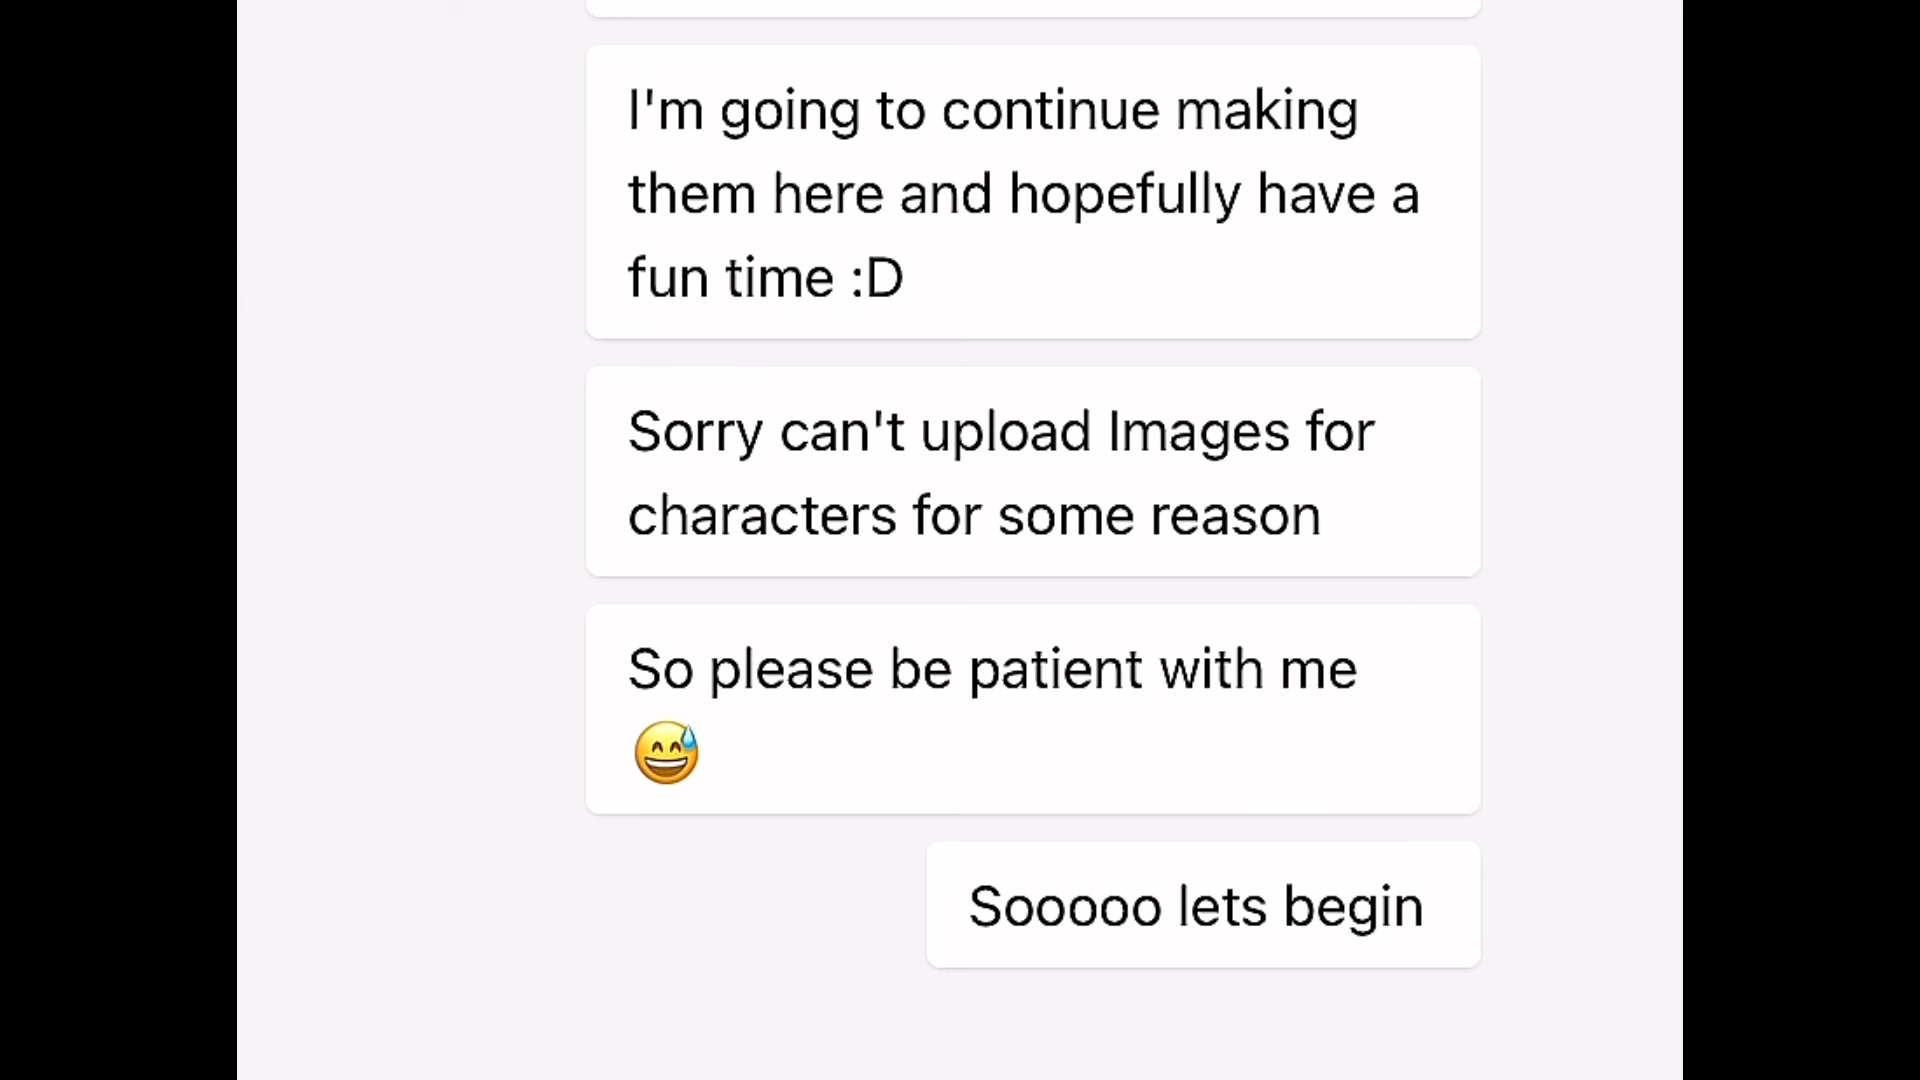 I'm going to continue making
them here and hopefully have a
fun time :D
Sorry can't upload Images for
characters for some reason
So please be patient with me
😅
Sooooo lets begin